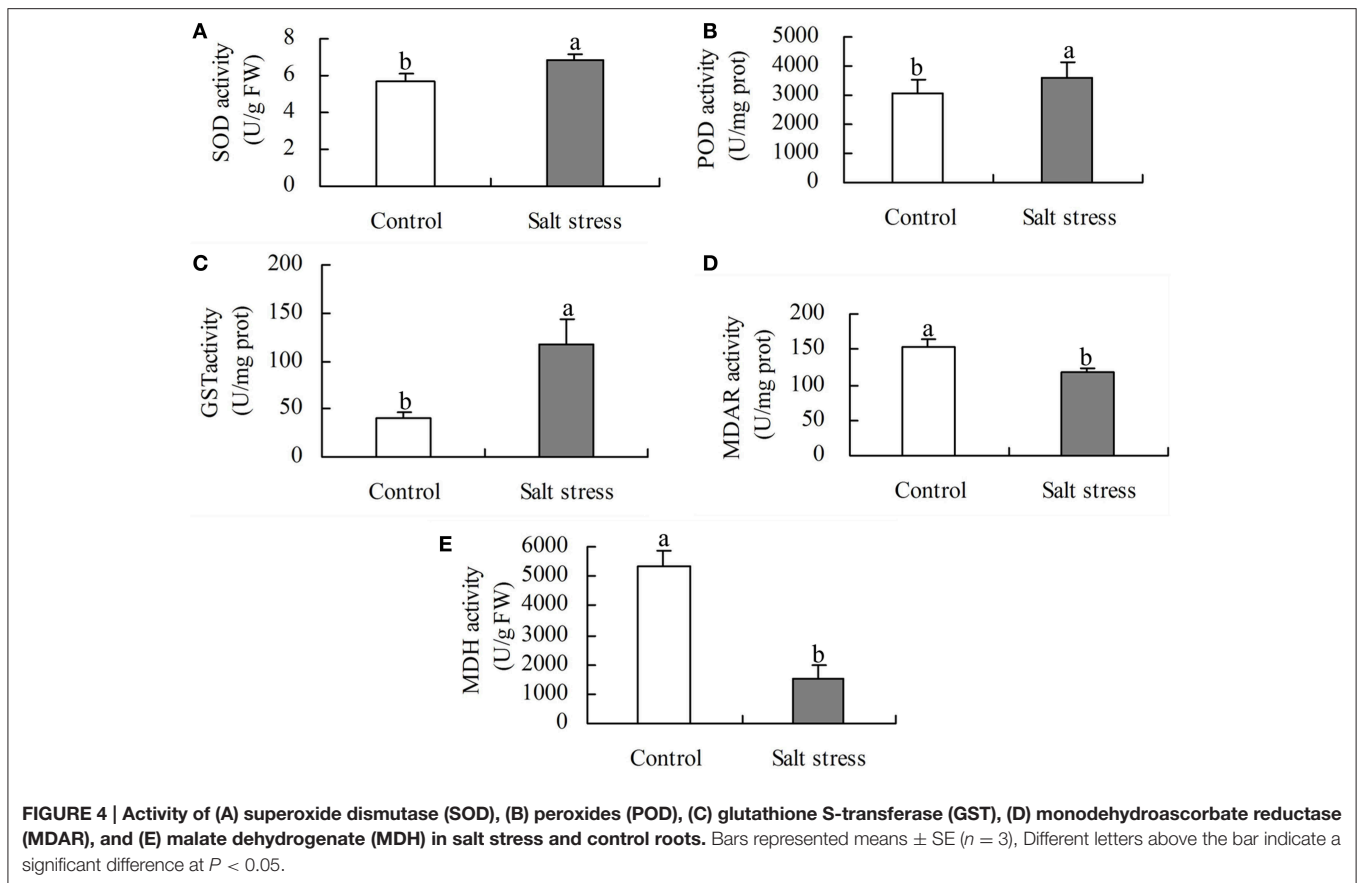 A
SOD activity
(U/g FW)
8
6
4
2
0
b
a
Control
Salt stress
B
POD activity
(U/mg prot)
5000
4000
3000
2000
1000
0
b
a
Control
Salt stress
C
GSTactivity
(U/mg prot)
200
150
100
50
0
b
a
Control
Salt stress
D
MDAR activity
(U/mg prot)
200
150
100
50
0
a
b
Control
Salt stress
E
MDH activity
(U/g FW)
6000
5000
4000
3000
2000
1000
0
a
b
Control
Salt stress
FIGURE 4 | Activity of (A) superoxide dismutase (SOD), (B) peroxides (POD), (C) glutathione S-transferase (GST), (D) monodehydroascorbate reductase
(MDAR), and (E) malate dehydrogenate (MDH) in salt stress and control roots. Bars represented means ± SE (n = 3), Different letters above the bar indicate a
significant difference at P < 0.05.